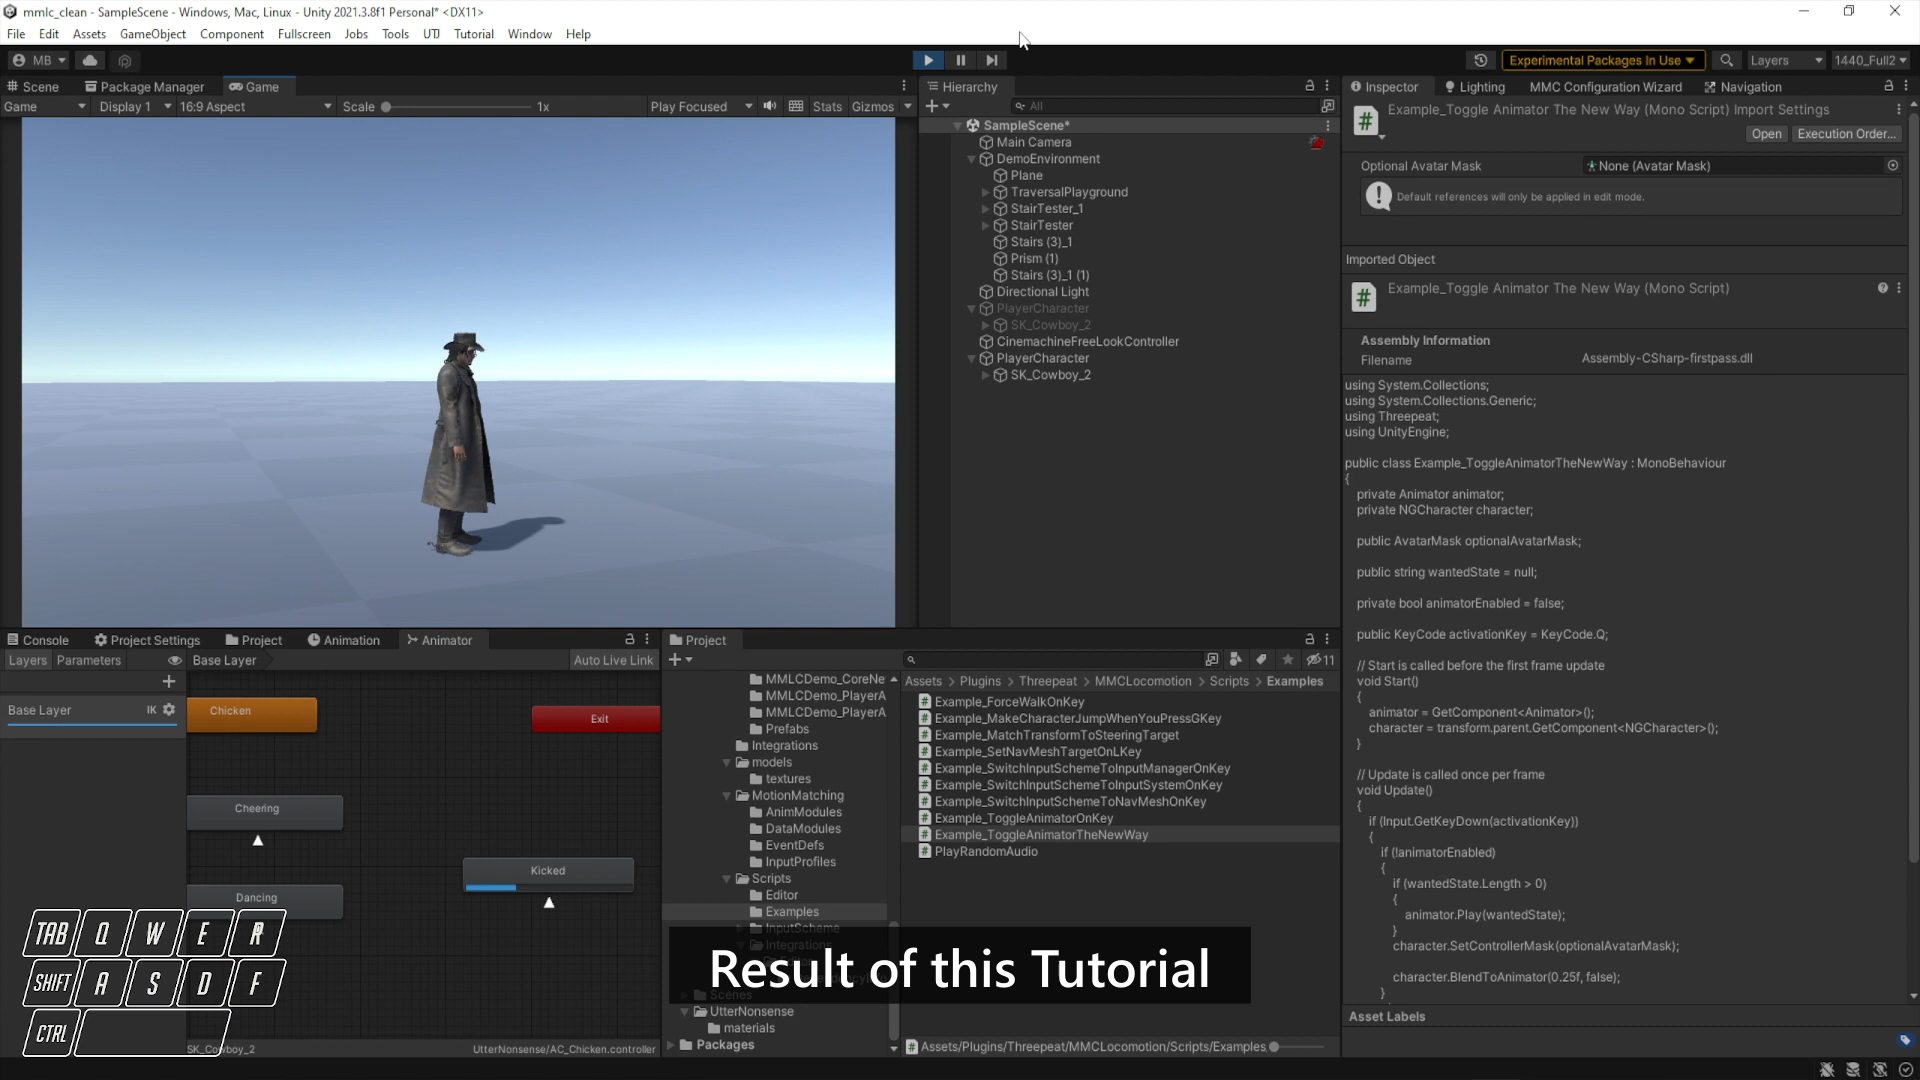 mmlc_clean - SampleScene - Windows, Mac, Linux - Unity 2021.3.8f1 Personal* <DX11>
File Edit Assets GameObject Component Fullscreen Jobs Tools UTJ Tutorial Window Help
MB
Experimental Packages In Use
Layers
1440_Full2
Scene Package Manager Game
Game Display 1 16:9 Aspect Scale 1x Play Focused Stats Gizmos
Hierarchy
All
SampleScene*
Main Camera
DemoEnvironment
Plane
TraversalPlayground
StairTester_1
StairTester
Stairs (3)_1
Prism (1)
Stairs (3)_1 (1)
Directional Light
PlayerCharacter
SK_Cowboy_2
CinemachineFreeLookController
PlayerCharacter
SK_Cowboy_2
Inspector Lighting MMC Configuration Wizard Navigation
Example_Toggle Animator The New Way (Mono Script) Import Settings
Open Execution Order...
Optional Avatar Mask None (Avatar Mask)
Default references will only be applied in edit mode.
Imported Object
Example_Toggle Animator The New Way (Mono Script)
Assembly Information
Filename Assembly-CSharp-firstpass.dll
using System.Collections;
using System.Collections.Generic;
using Threepeat;
using UnityEngine;
public class Example_ToggleAnimatorTheNewWay : MonoBehaviour
{
private Animator animator;
private NGCharacter character;
public AvatarMask optionalAvatarMask;
public string wantedState = null;
private bool animatorEnabled = false;
public KeyCode activationKey = KeyCode.Q;
// Start is called before the first frame update
void Start()
{
animator = GetComponent<Animator>();
character = transform.parent.GetComponent<NGCharacter>();
}
// Update is called once per frame
void Update()
{
if (Input.GetKeyDown(activationKey))
{
if (!animatorEnabled)
{
if (wantedState.Length > 0)
{
animator.Play(wantedState);
}
character.SetControllerMask(optionalAvatarMask);
character.BlendToAnimator(0.25f, false);
}
Asset Labels
Console Project Settings Project Animation Animator
Layers Parameters Base Layer Auto Live Link
Base Layer IK
Chicken
Exit
Cheering
Kicked
Dancing
SK_Cowboy_2
UtterNonsense/AC_Chicken.controller
TAB Q W E R
SHIFT A S D F
CTRL
Project
11
MMLCDemo_CoreNe
MMLCDemo_PlayerA
MMLCDemo_PlayerA
Prefabs
Integrations
models
textures
MotionMatching
AnimModules
DataModules
EventDefs
InputProfiles
Scripts
Editor
Examples
InputScheme
Integrations
Scenes
UtterNonsense
materials
Packages
Assets > Plugins > Threepeat > MMCLocomotion > Scripts > Examples
Example_ForceWalkOnKey
Example_MakeCharacterJumpWhenYouPressGKey
Example_MatchTransformToSteeringTarget
Example_SetNavMeshTargetOnLKey
Example_SwitchInputSchemeToInputManagerOnKey
Example_SwitchInputSchemeToInputSystemOnKey
Example_SwitchInputSchemeToNavMeshOnKey
Example_ToggleAnimatorOnKey
Example_ToggleAnimatorTheNewWay
PlayRandomAudio
Result of this Tutorial
Assets/Plugins/Threepeat/MMCLocomotion/Scripts/Examples